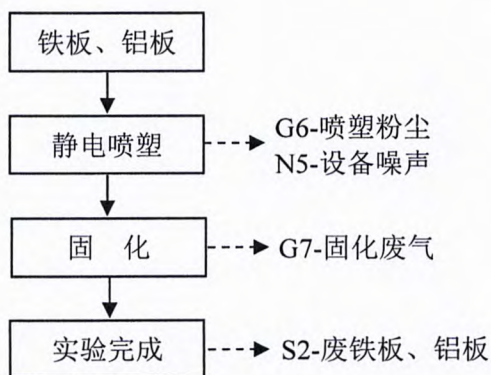 铁板、铝板
静电喷塑
G6-喷塑粉尘
N5-设备噪声
固　化
G7-固化废气
实验完成
S2-废铁板、铝板